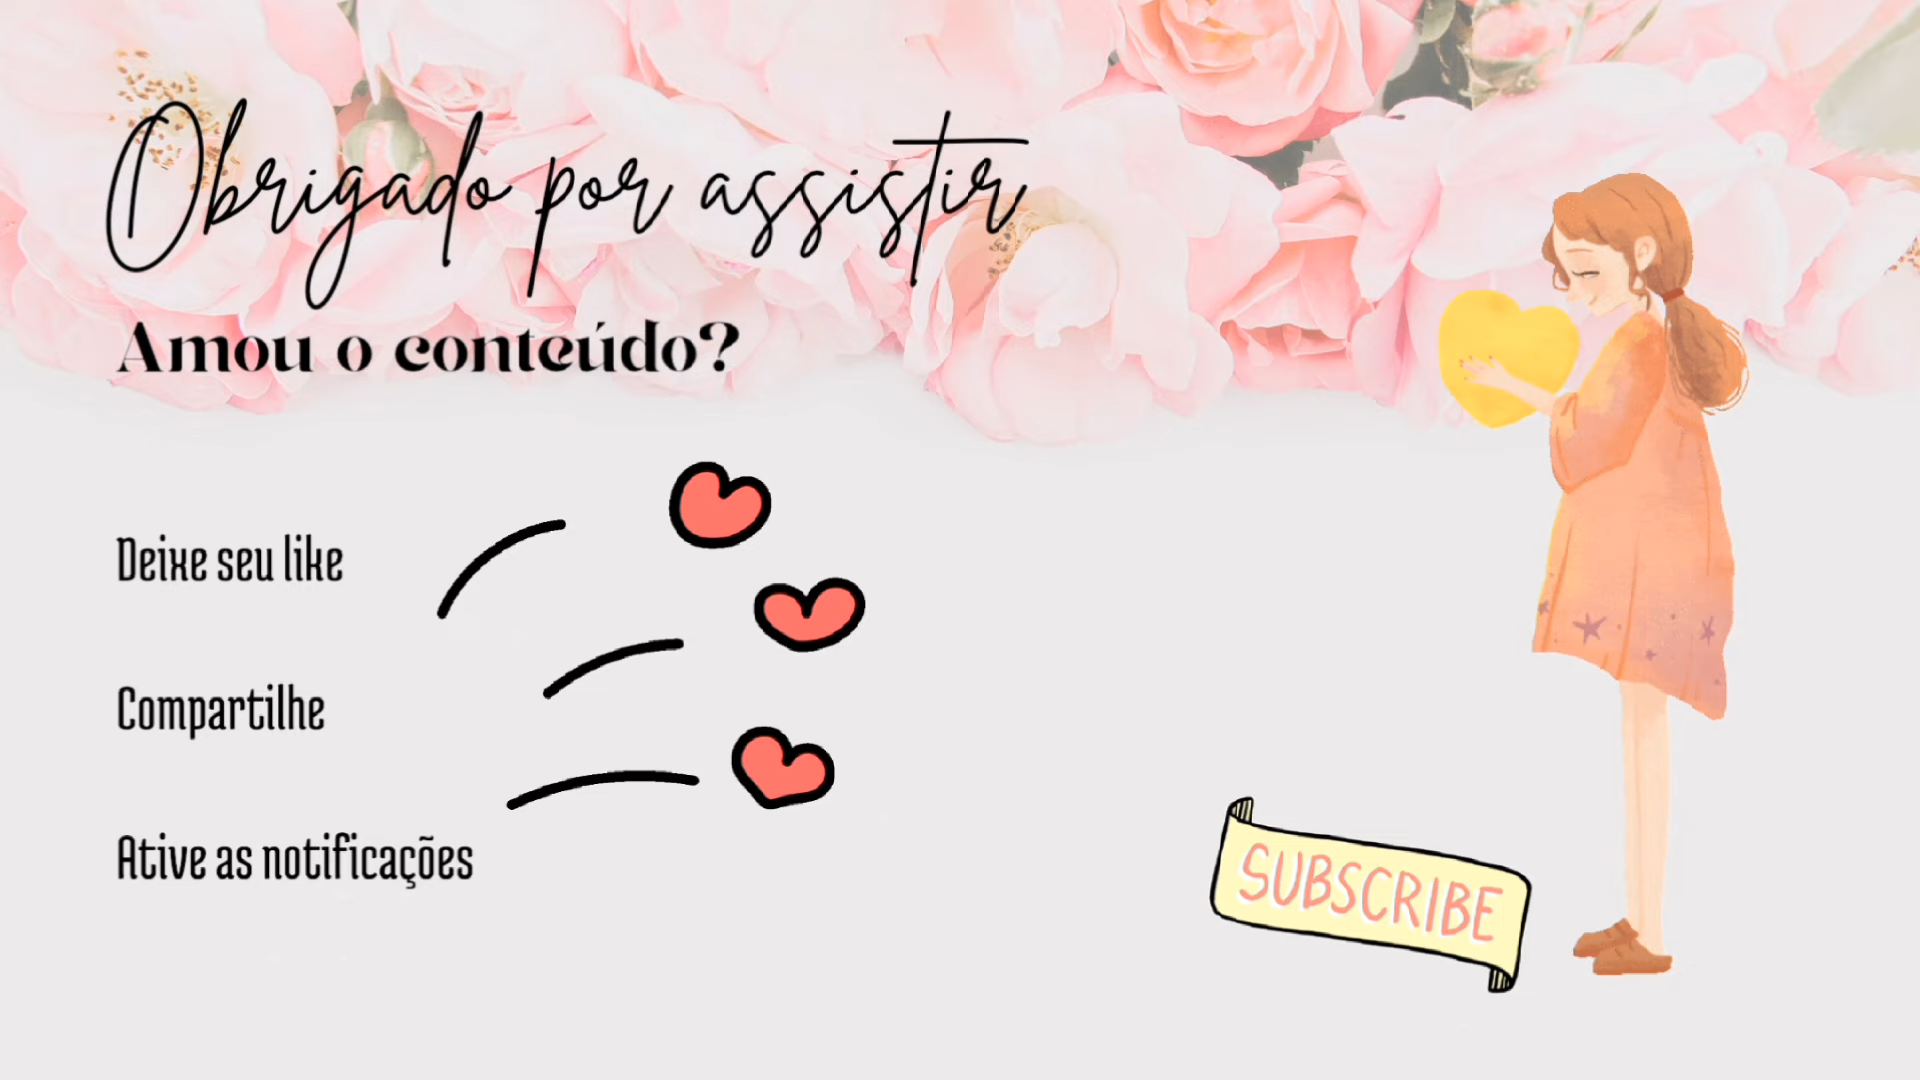 Obrigado por assistir
Amou o conteúdo?
Deixe seu like
Compartilhe
Ative as notificações
SUBSCRIBE